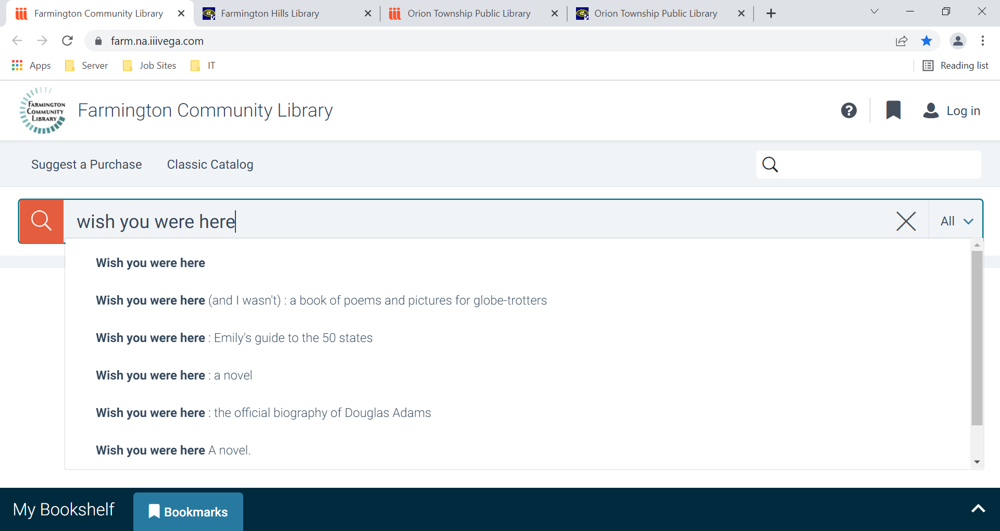 Farmington Community Library
Farmington Hills Library
Orion Township Public Library
Orion Township Public Library
farm.na.iiivega.com
Apps
Server
Job Sites
IT
Reading list
FARMINGTON
COMMUNITY
LIBRARY
Farmington Community Library
Log in
Suggest a Purchase
Classic Catalog
wish you were here
All
Wish you were here
Wish you were here (and I wasn't) : a book of poems and pictures for globe-trotters
Wish you were here : Emily's guide to the 50 states
Wish you were here : a novel
Wish you were here : the official biography of Douglas Adams
Wish you were here A novel.
My Bookshelf
Bookmarks